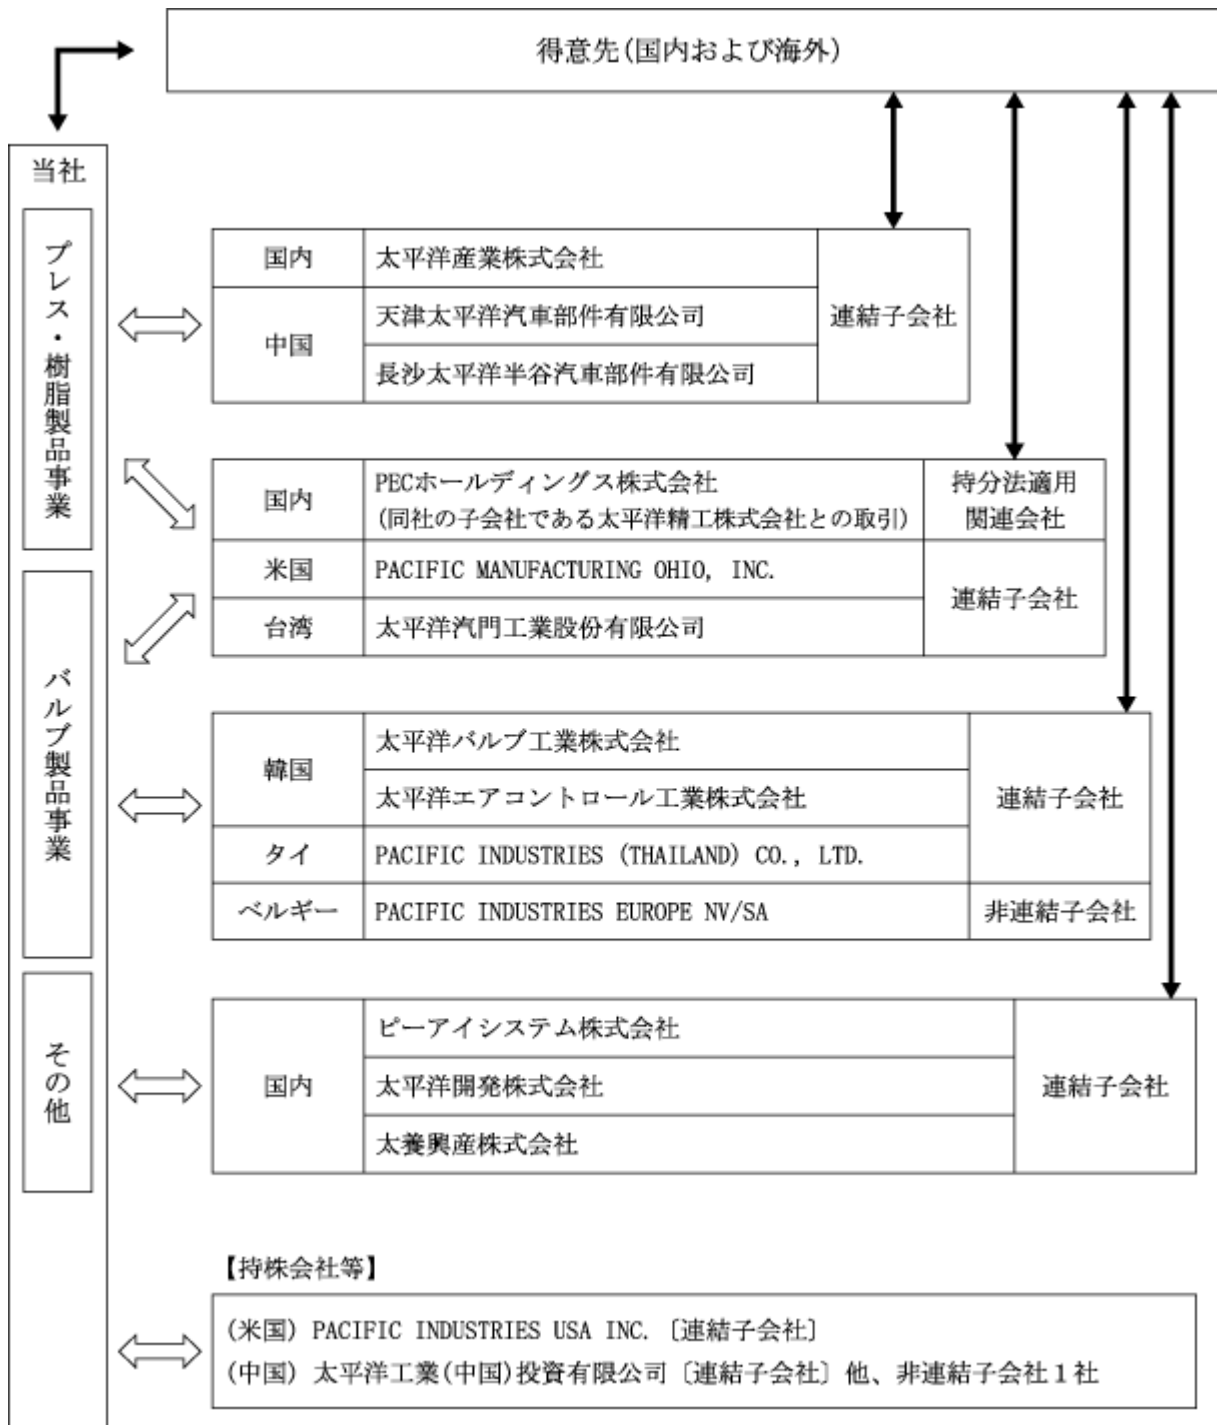 得意先(国内および海外)
当社
プレス・樹脂製品事業
国内
太平洋産業株式会社
中国
天津太平洋汽車部件有限公司
長沙太平洋半谷汽車部件有限公司
連結子会社
国内
PECホールディングス株式会社
(同社の子会社である太平洋精工株式会社との取引)
持分法適用
関連会社
米国
PACIFIC MANUFACTURING OHIO, INC.
台湾
太平洋汽門工業股份有限公司
連結子会社
バルブ製品事業
韓国
太平洋バルブ工業株式会社
太平洋エアコントロール工業株式会社
タイ
PACIFIC INDUSTRIES (THAILAND) CO., LTD.
連結子会社
ベルギー
PACIFIC INDUSTRIES EUROPE NV/SA
非連結子会社
その他
国内
ピーアイシステム株式会社
太平洋開発株式会社
太養興産株式会社
連結子会社
【持株会社等】
(米国) PACIFIC INDUSTRIES USA INC.〔連結子会社〕
(中国) 太平洋工業(中国)投資有限公司〔連結子会社〕他、非連結子会社1社